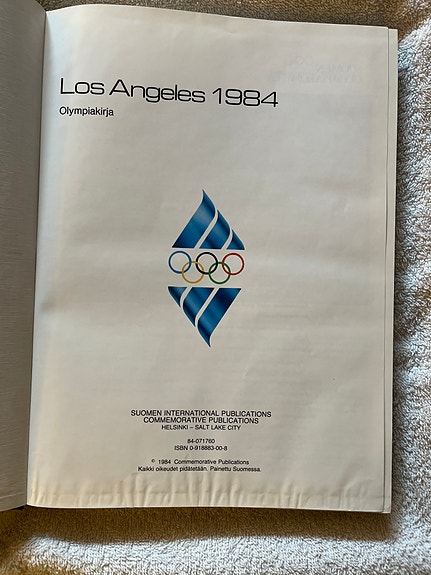 Los Angeles 1984
Olympiakirja
SUOMEN INTERNATIONAL PUBLICATIONS
COMMEMORATIVE PUBLICATIONS
HELSINKI – SALT LAKE CITY
84-071760
ISBN 0-918883-00-8
© 1984 Commemorative Publications
Kaikki oikeudet pidätetään. Painettu Suomessa.